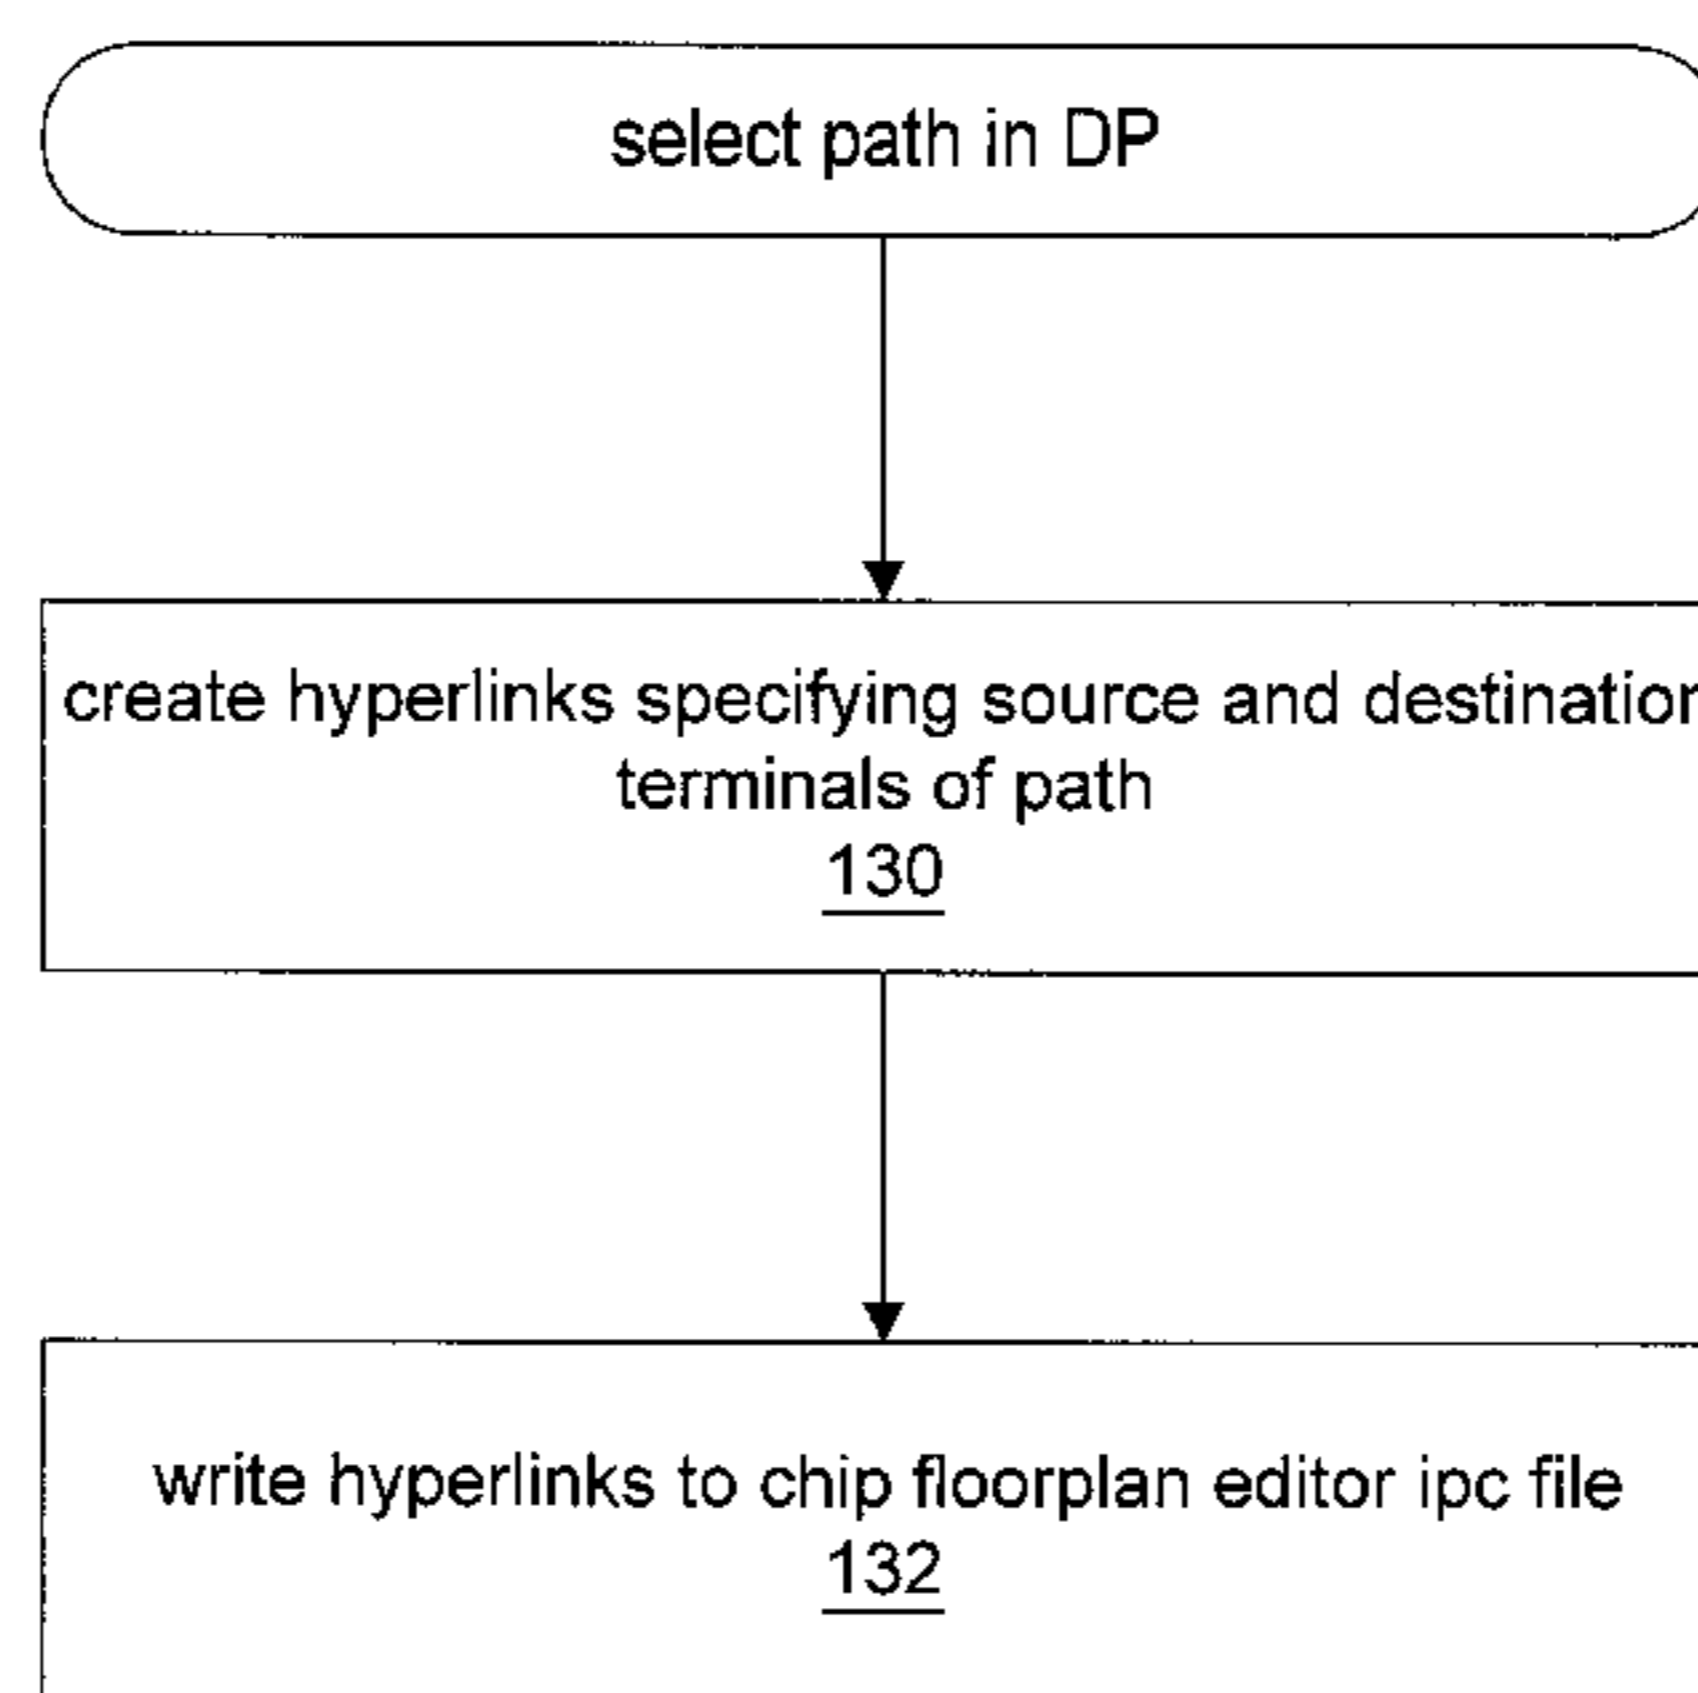 select path in DP
create hyperlinks specifying source and destination
terminals of path
130
write hyperlinks to chip floorplan editor ipc file
132